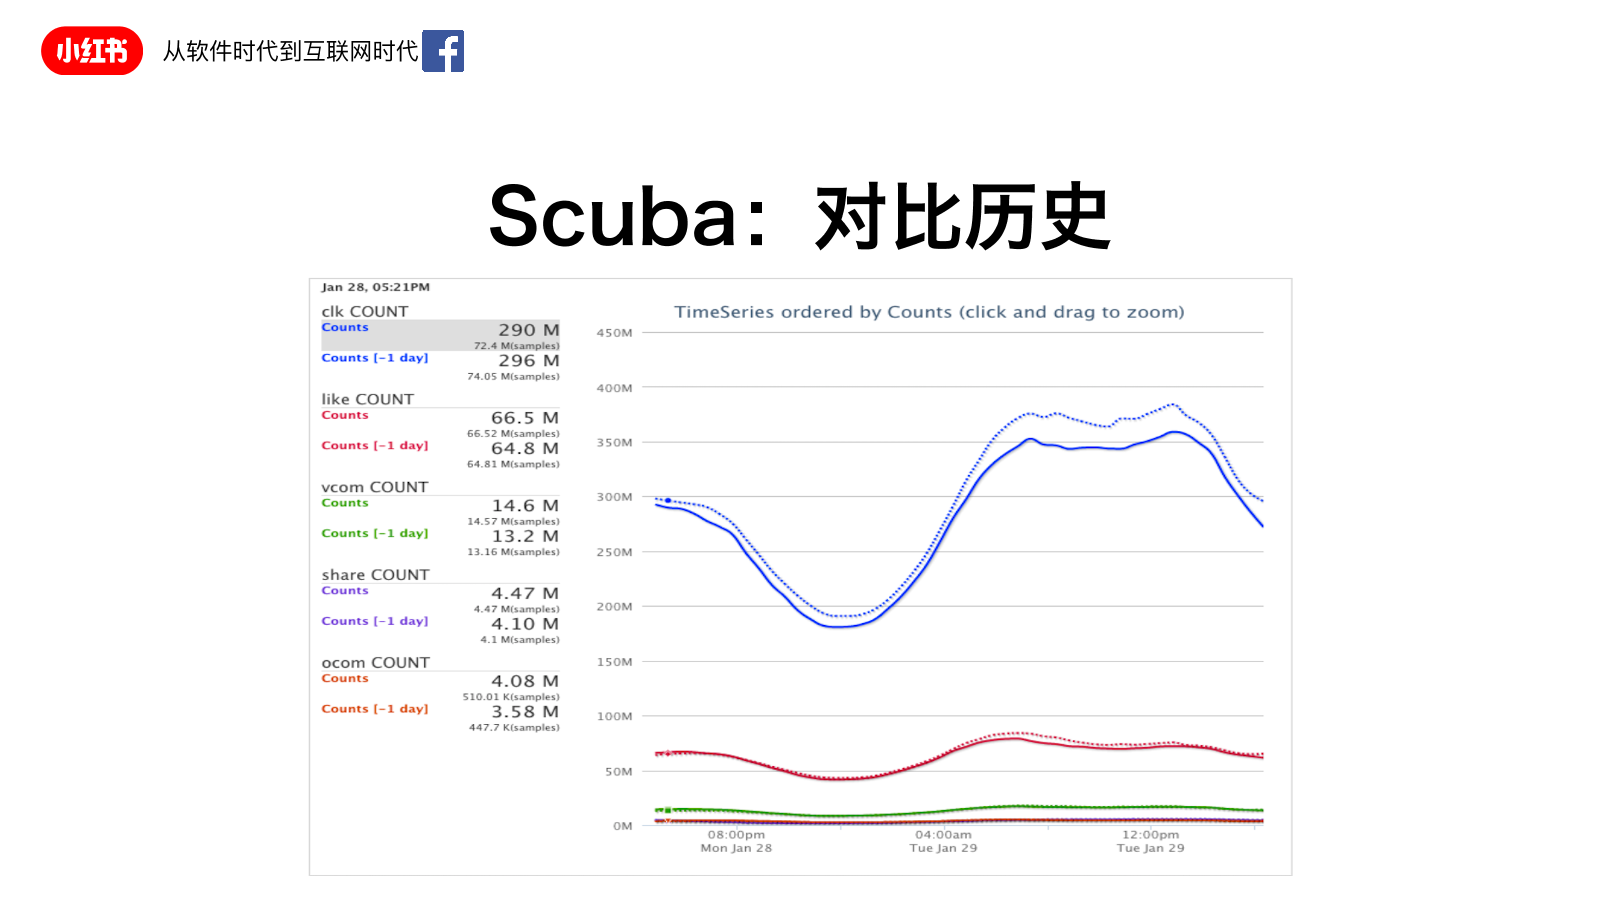 小红书
从软件时代到互联网时代
Scuba：对比历史
Jan 28, 05:21PM
clk COUNT
Counts 290 M
72.4 M(samples)
Counts [-1 day] 296 M
74.05 M(samples)
like COUNT
Counts 66.5 M
66.52 M(samples)
Counts [-1 day] 64.8 M
64.81 M(samples)
vcom COUNT
Counts 14.6 M
14.57 M(samples)
Counts [-1 day] 13.2 M
13.16 M(samples)
share COUNT
Counts 4.47 M
4.47 M(samples)
Counts [-1 day] 4.10 M
4.1 M(samples)
ocom COUNT
Counts 4.08 M
510.01 K(samples)
Counts [-1 day] 3.58 M
447.7 K(samples)
TimeSeries ordered by Counts (click and drag to zoom)
450M
400M
350M
300M
250M
200M
150M
100M
50M
0M
08:00pm 04:00am 12:00pm
Mon Jan 28 Tue Jan 29 Tue Jan 29